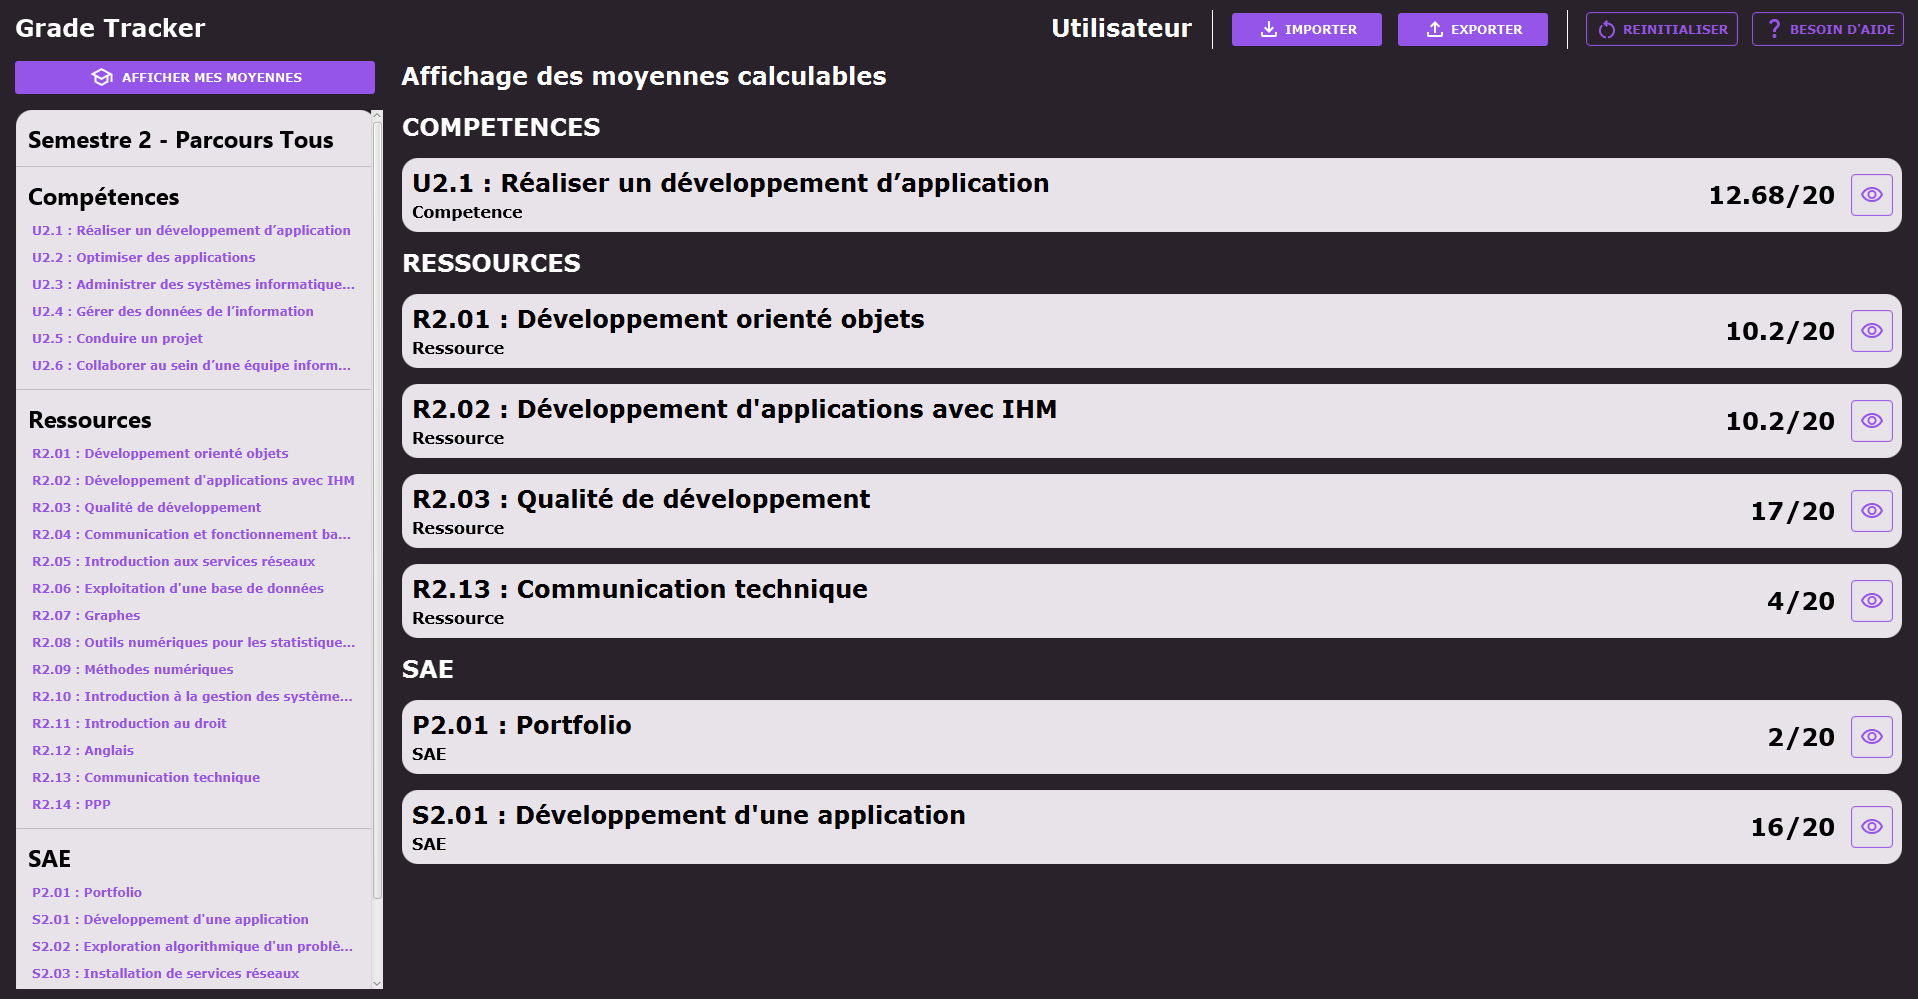 Grade Tracker
Utilisateur
IMPORTER
EXPORTER
REINITIALISER
? BESOIN D'AIDE
AFFICHER MES MOYENNES
Semestre 2 - Parcours Tous
Compétences
U2.1 : Réaliser un développement d’application
U2.2 : Optimiser des applications
U2.3 : Administrer des systèmes informatique...
U2.4 : Gérer des données de l’information
U2.5 : Conduire un projet
U2.6 : Collaborer au sein d’une équipe inform...
Ressources
R2.01 : Développement orienté objets
R2.02 : Développement d'applications avec IHM
R2.03 : Qualité de développement
R2.04 : Communication et fonctionnement ba...
R2.05 : Introduction aux services réseaux
R2.06 : Exploitation d'une base de données
R2.07 : Graphes
R2.08 : Outils numériques pour les statistique...
R2.09 : Méthodes numériques
R2.10 : Introduction à la gestion des système...
R2.11 : Introduction au droit
R2.12 : Anglais
R2.13 : Communication technique
R2.14 : PPP
SAE
P2.01 : Portfolio
S2.01 : Développement d'une application
S2.02 : Exploration algorithmique d'un problè...
S2.03 : Installation de services réseaux
Affichage des moyennes calculables
COMPETENCES
U2.1 : Réaliser un développement d’application
Competence
12.68/20
RESSOURCES
R2.01 : Développement orienté objets
Ressource
10.2/20
R2.02 : Développement d'applications avec IHM
Ressource
10.2/20
R2.03 : Qualité de développement
Ressource
17/20
R2.13 : Communication technique
Ressource
4/20
SAE
P2.01 : Portfolio
SAE
2/20
S2.01 : Développement d'une application
SAE
16/20